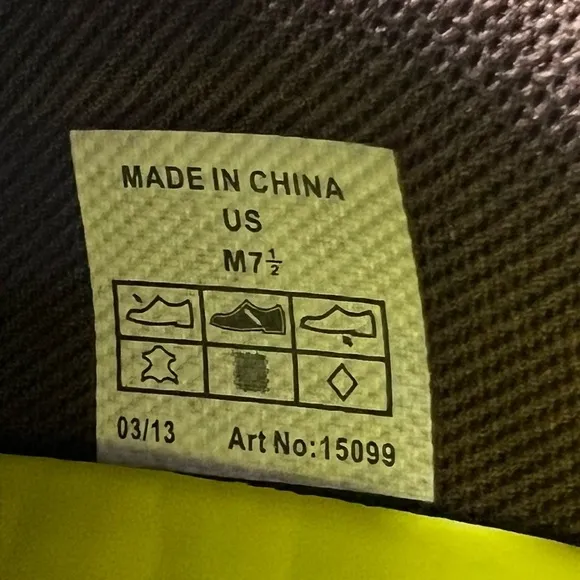 MADE IN CHINA
US
M7½
03/13 Art No:15099